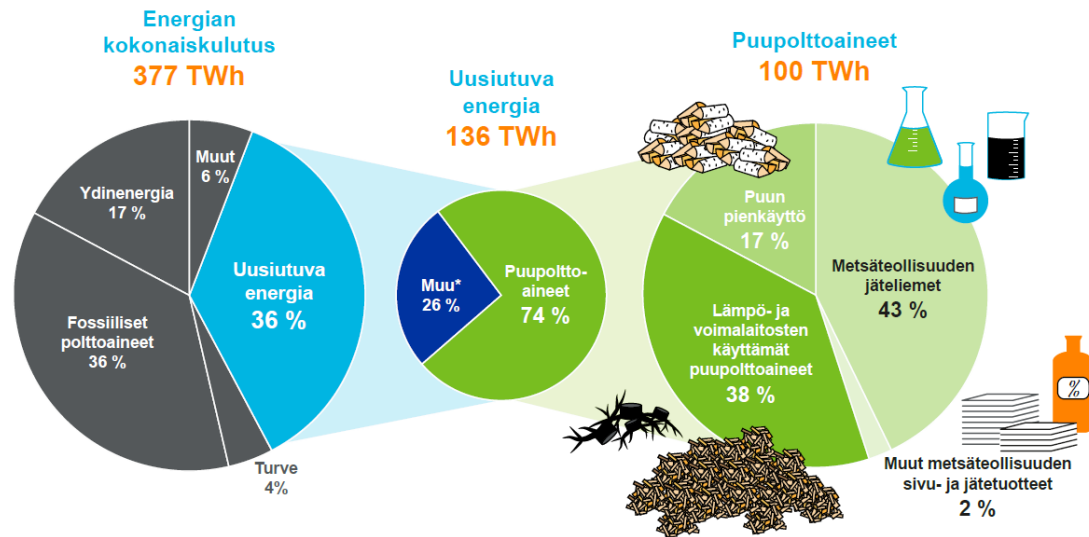 Energian
kokonaiskulutus
377 TWh
Muut
6 %
Ydinenergia
17 %
Uusiutuva
energia
36 %
Fossiiliset
polttoaineet
36 %
Turve
4%
Uusiutuva
energia
136 TWh
Muu*
26 %
Puupoltto-
aineet
74 %
Puupolttoaineet
100 TWh
Puun
pienkäyttö
17 %
Metsäteollisuuden
jäteliemet
43 %
Lämpö- ja
voimalaitosten
käyttämät
puupolttoaineet
38 %
%
Muut metsäteollisuuden
sivu- ja jätetuotteet
2 %